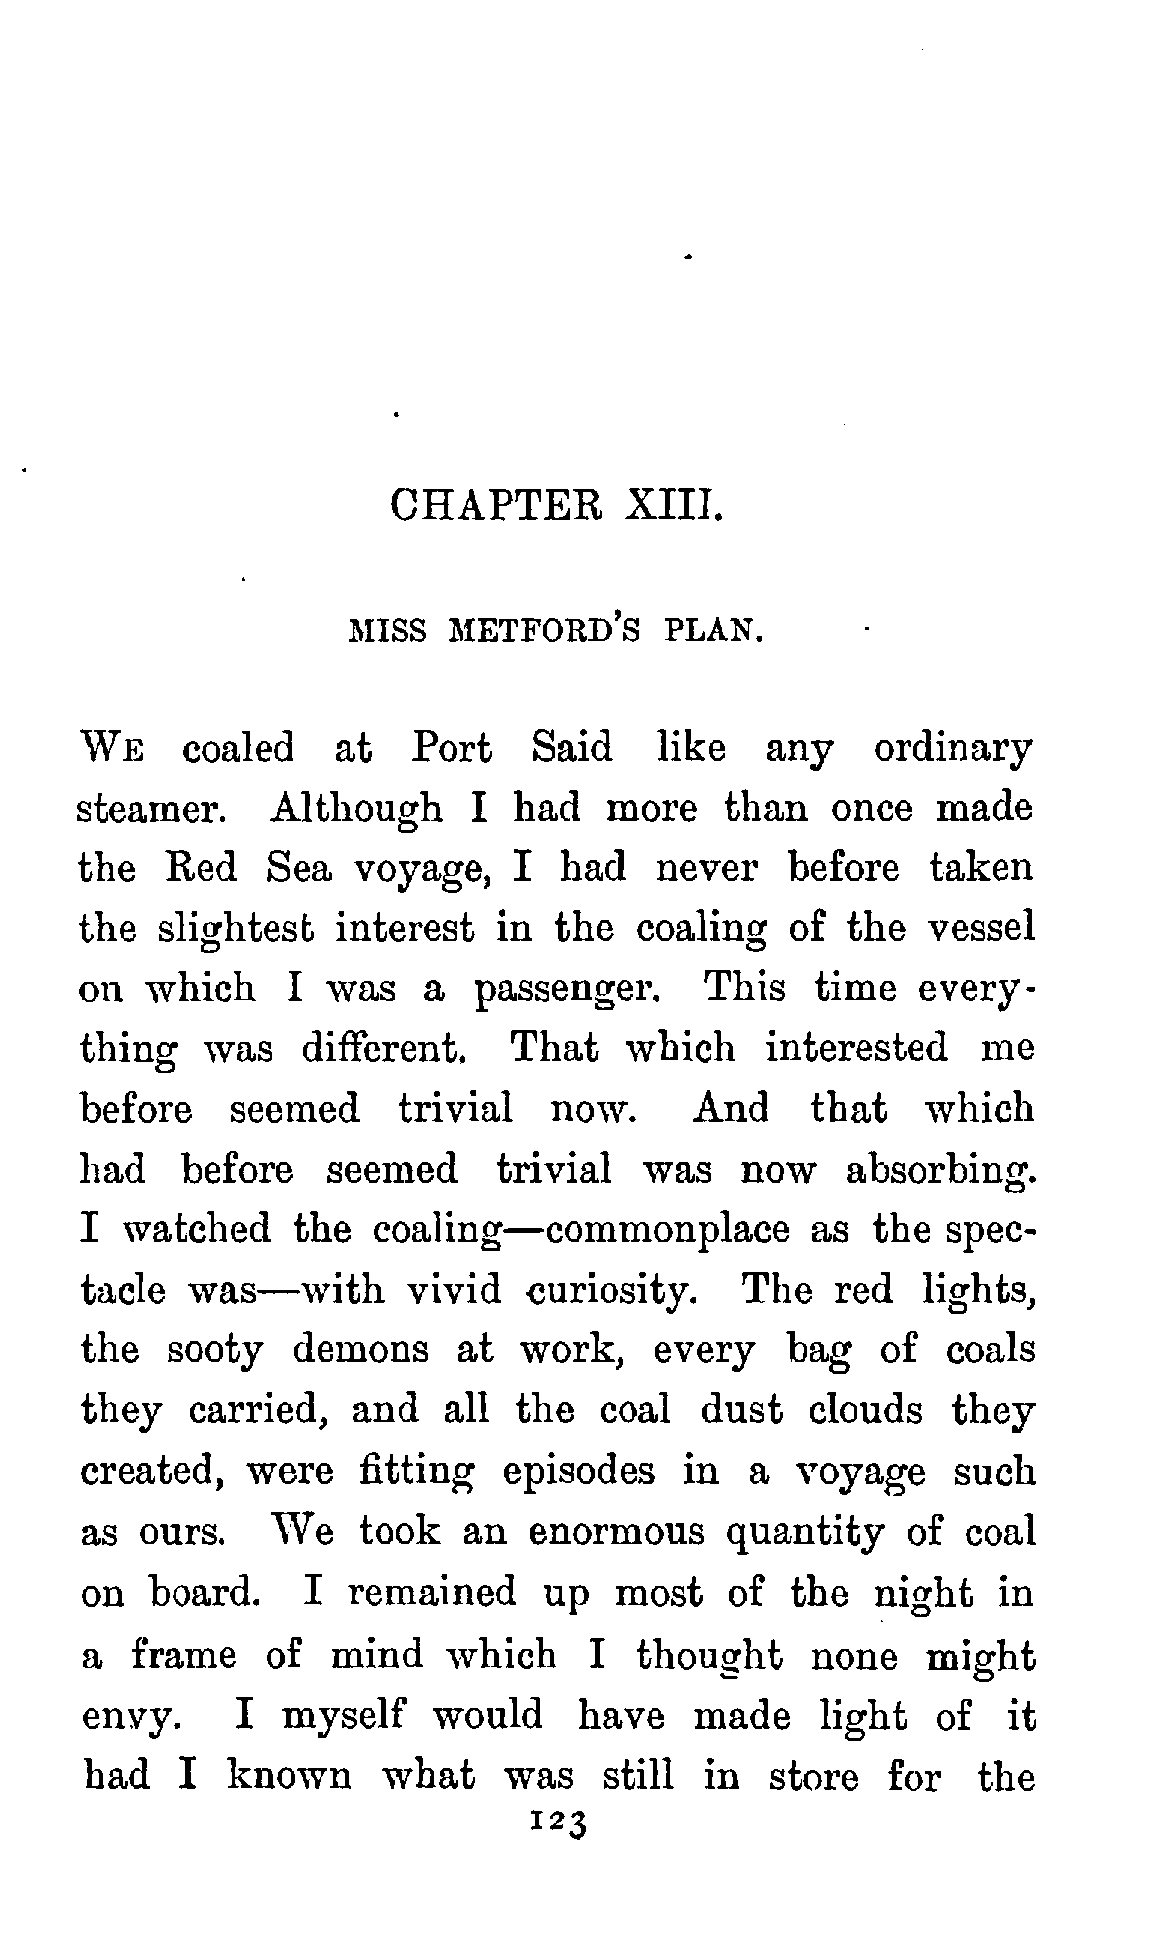 CHAPTER XIII.
MISS METFORD'S PLAN.
WE coaled at Port Said like any ordinary
steamer. Although I had more than once made
the Red Sea voyage, I had never before taken
the slightest interest in the coaling of the vessel
on which I was a passenger. This time every-
thing was different. That which interested me
before seemed trivial now. And that which
had before seemed trivial was now absorbing.
I watched the coaling—commonplace as the spec-
tacle was—with vivid curiosity. The red lights,
the sooty demons at work, every bag of coals
they carried, and all the coal dust clouds they
created, were fitting episodes in a voyage such
as ours. We took an enormous quantity of coal
on board. I remained up most of the night in
a frame of mind which I thought none might
envy. I myself would have made light of it
had I known what was still in store for the
123